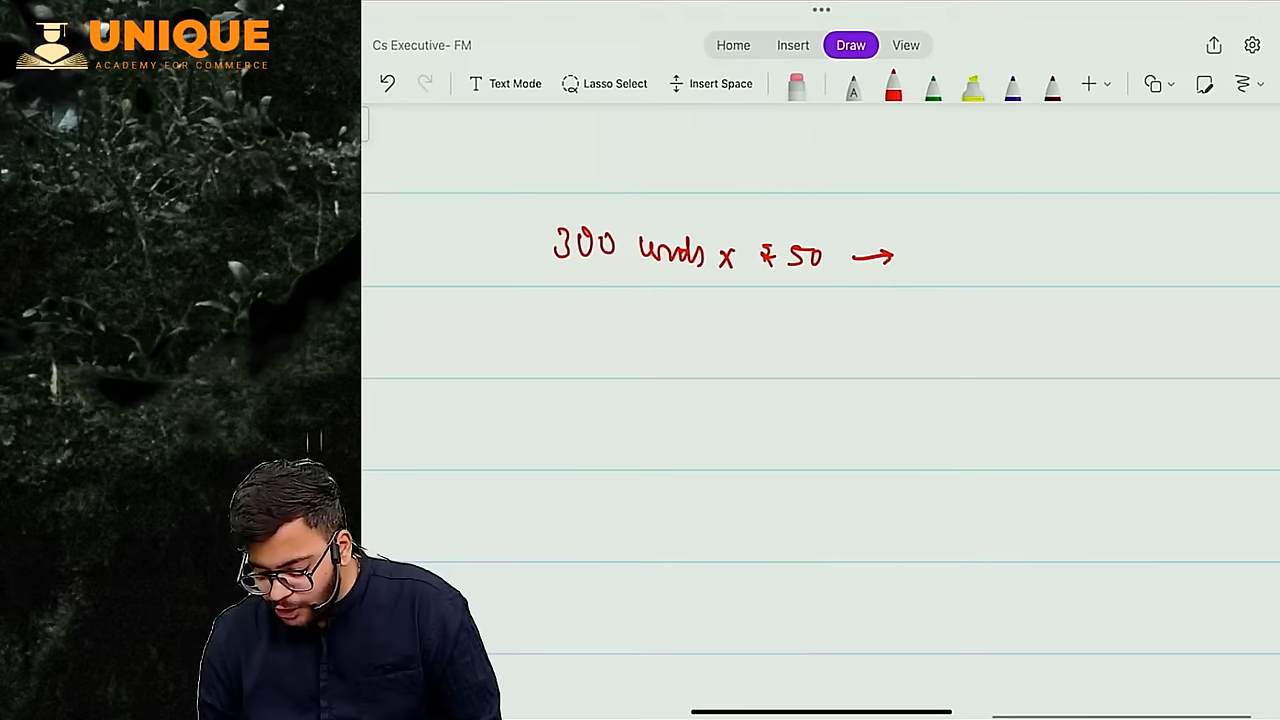 UNIQUE
ACADEMY FOR COMMERCE
Cs Executive- FM
Home Insert Draw View
Text Mode Lasso Select Insert Space
A
300 words x ₹ 50 →